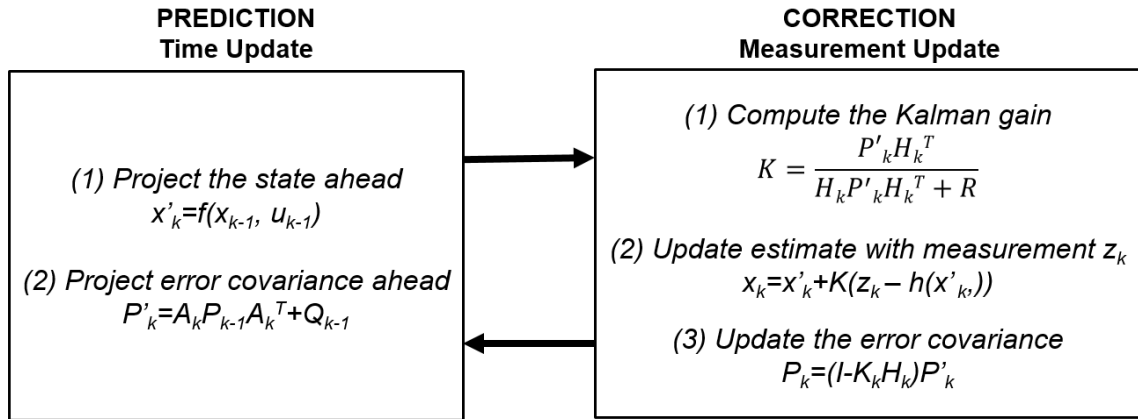 PREDICTION
Time Update
(1) Project the state ahead
x'ₖ=f(xₖ₋₁, uₖ₋₁)
(2) Project error covariance ahead
P'ₖ=AₖPₖ₋₁Aₖᵀ+Qₖ₋₁
CORRECTION
Measurement Update
(1) Compute the Kalman gain
K = P′ₖHₖᵀ / HₖP′ₖHₖᵀ + R
(2) Update estimate with measurement zₖ
xₖ=x'ₖ+K(zₖ – h(x'ₖ,))
(3) Update the error covariance
Pₖ=(I-KₖHₖ)P'ₖ